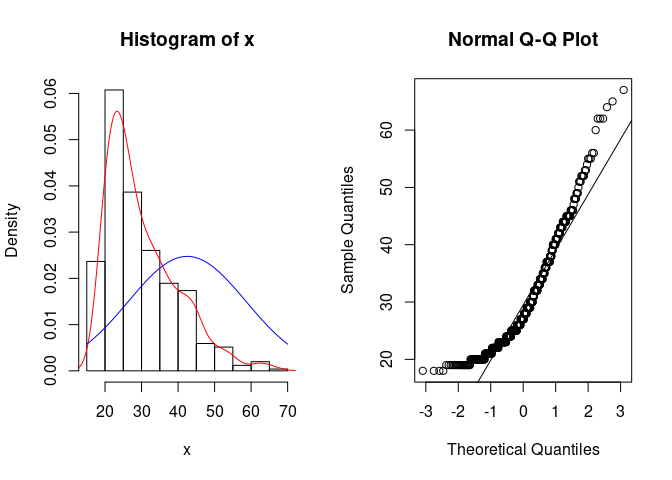 Histogram of x
Density
0.00 0.01 0.02 0.03 0.04 0.05 0.06
20 30 40 50 60 70
x
Normal Q-Q Plot
Sample Quantiles
20 30 40 50 60
-3 -2 -1 0 1 2 3
Theoretical Quantiles